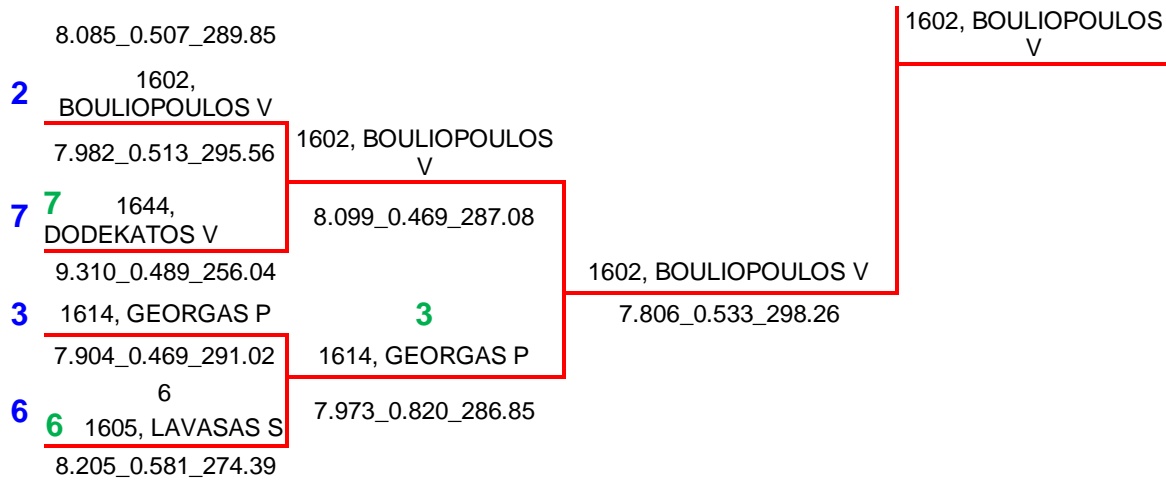 8.085_0.507_289.85
2
1602,
BOULIOPOULOS V
7.982_0.513_295.56
7
7
1644,
DODEKATOS V
9.310_0.489_256.04
3
1614, GEORGAS P
7.904_0.469_291.02
6
6
6
1605, LAVASAS S
8.205_0.581_274.39
1602, BOULIOPOULOS
V
8.099_0.469_287.08
3
1614, GEORGAS P
7.973_0.820_286.85
1602, BOULIOPOULOS V
7.806_0.533_298.26
1602, BOULIOPOULOS
V